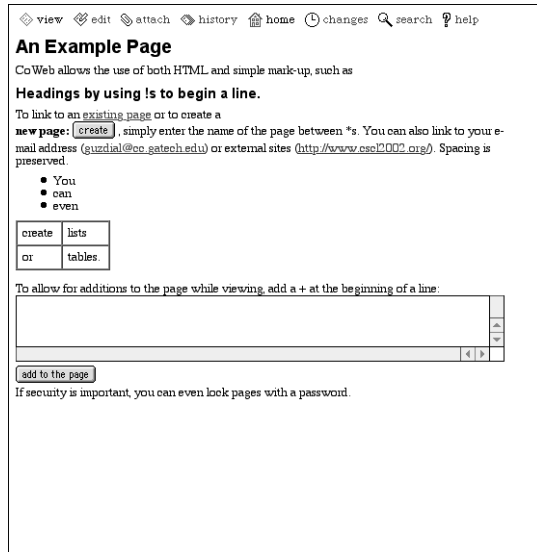 view edit attach history home changes search help
An Example Page
CoWeb allows the use of both HTML and simple mark-up, such as
Headings by using !s to begin a line.
To link to an existing page or to create a
new page: create , simply enter the name of the page between *s. You can also link to your e-
mail address (guzdial@cc.gatech.edu) or external sites (http://www.cscl2002.org/). Spacing is
preserved.
You
can
even
create lists
or tables.
To allow for additions to the page while viewing, add a + at the beginning of a line:
add to the page
If security is important, you can even lock pages with a password.